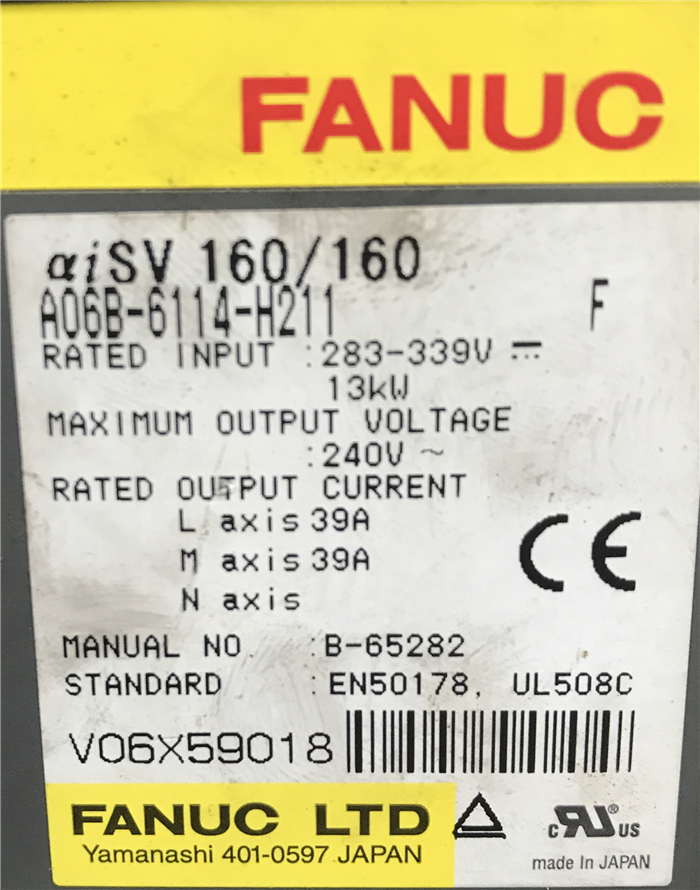 FANUC
αiSV 160/160
A06B-6114-H211 F
RATED INPUT :283-339V ⎓
13kW
MAXIMUM OUTPUT VOLTAGE
:240V ~
RATED OUTPUT CURRENT
L axis 39A
M axis 39A
N axis
MANUAL NO. :B-65282
STANDARD :EN50178, UL508C
V06X59018
CE
FANUC LTD
Yamanashi 401-0597 JAPAN
c RU® US
made In JAPAN